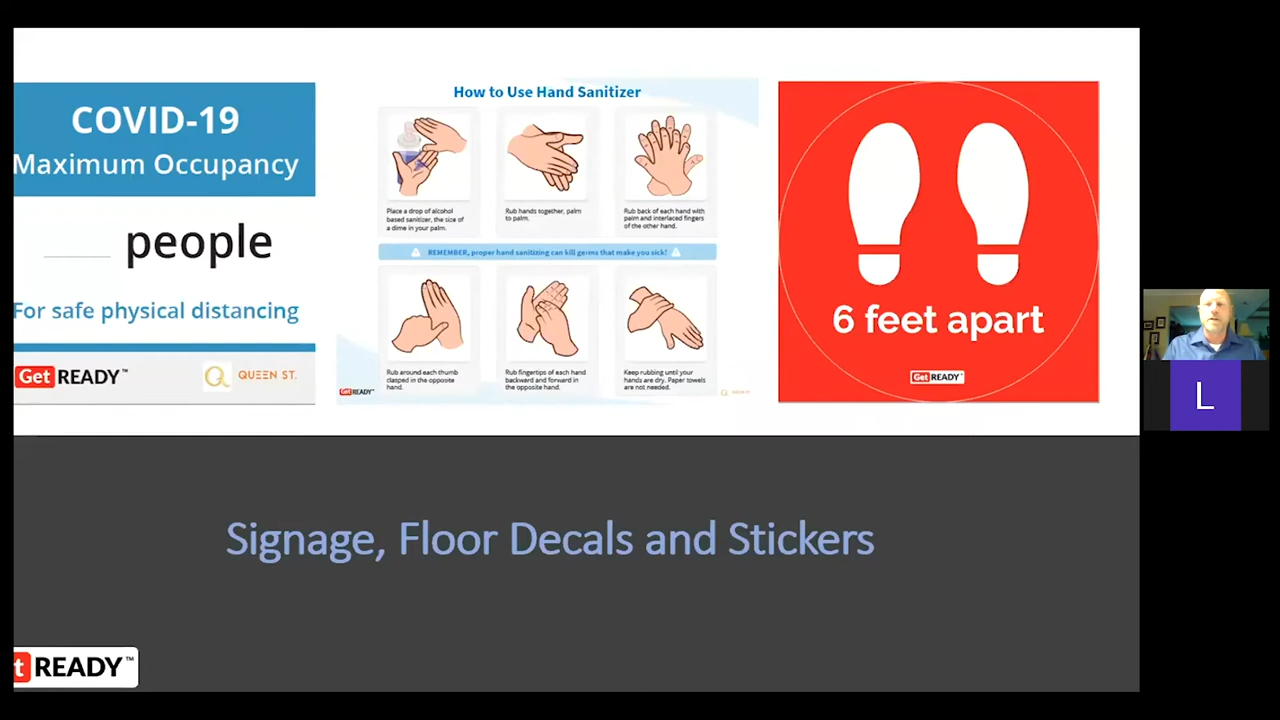 COVID-19
Maximum Occupancy
people
For safe physical distancing
Get READY™
QUEEN ST.
How to Use Hand Sanitizer
Place a drop of alcohol
based sanitizer, the size of
a dime in your palm.
Rub hands together, palm
to palm.
Rub back of each hand with
palm and interlaced fingers
of the other hand.
REMEMBER, proper hand sanitizing can kill germs that make you sick!
Rub around each thumb
clasped in the opposite
hand.
Rub fingertips of each hand
backward and forward in
the opposite hand.
Keep rubbing until your
hands are dry. Paper towels
are not needed.
Get READY™
6 feet apart
Get READY™
L
Signage, Floor Decals and Stickers
t READY™